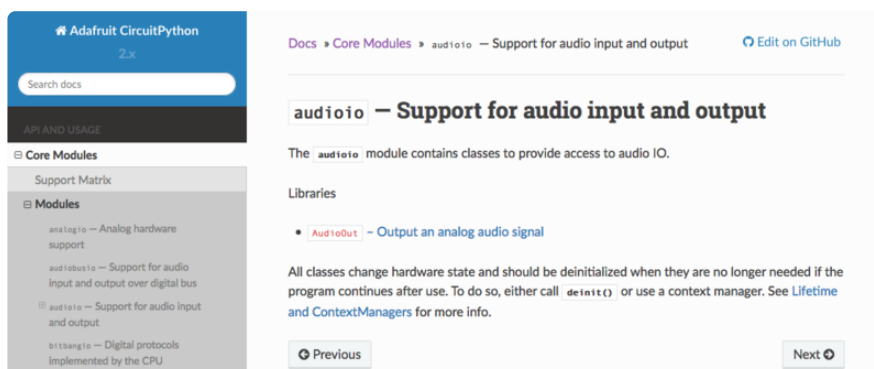 Adafruit CircuitPython
2.x
Search docs
API AND USAGE
Core Modules
Support Matrix
Modules
analogio — Analog hardware
support
audiobusio — Support for audio
input and output over digital bus
audioio — Support for audio input
and output
bitbangio — Digital protocols
implemented by the CPU
Docs » Core Modules » audioio — Support for audio input and output
Edit on GitHub
audioio — Support for audio input and output
The audioio module contains classes to provide access to audio IO.
Libraries
• AudioOut – Output an analog audio signal
All classes change hardware state and should be deinitialized when they are no longer needed if the
program continues after use. To do so, either call deinit() or use a context manager. See Lifetime
and ContextManagers for more info.
Previous
Next